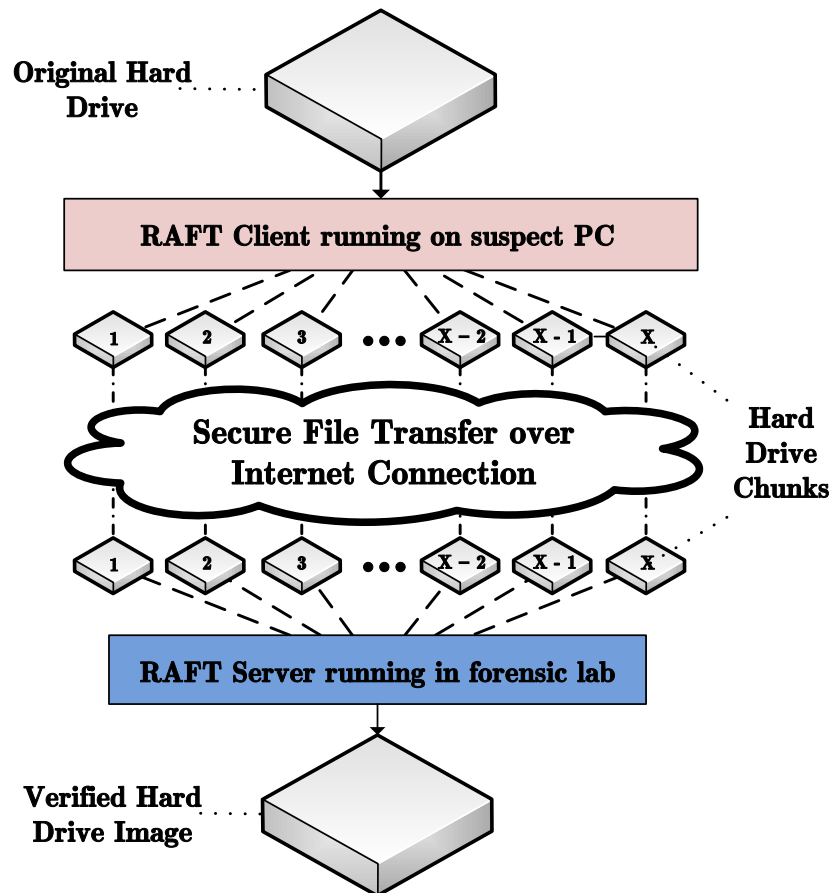 Original Hard
Drive
RAFT Client running on suspect PC
1 2 3 X – 2 X - 1 X
Secure File Transfer over
Internet Connection
Hard
Drive
Chunks
1 2 3 X – 2 X - 1 X
RAFT Server running in forensic lab
Verified Hard
Drive Image